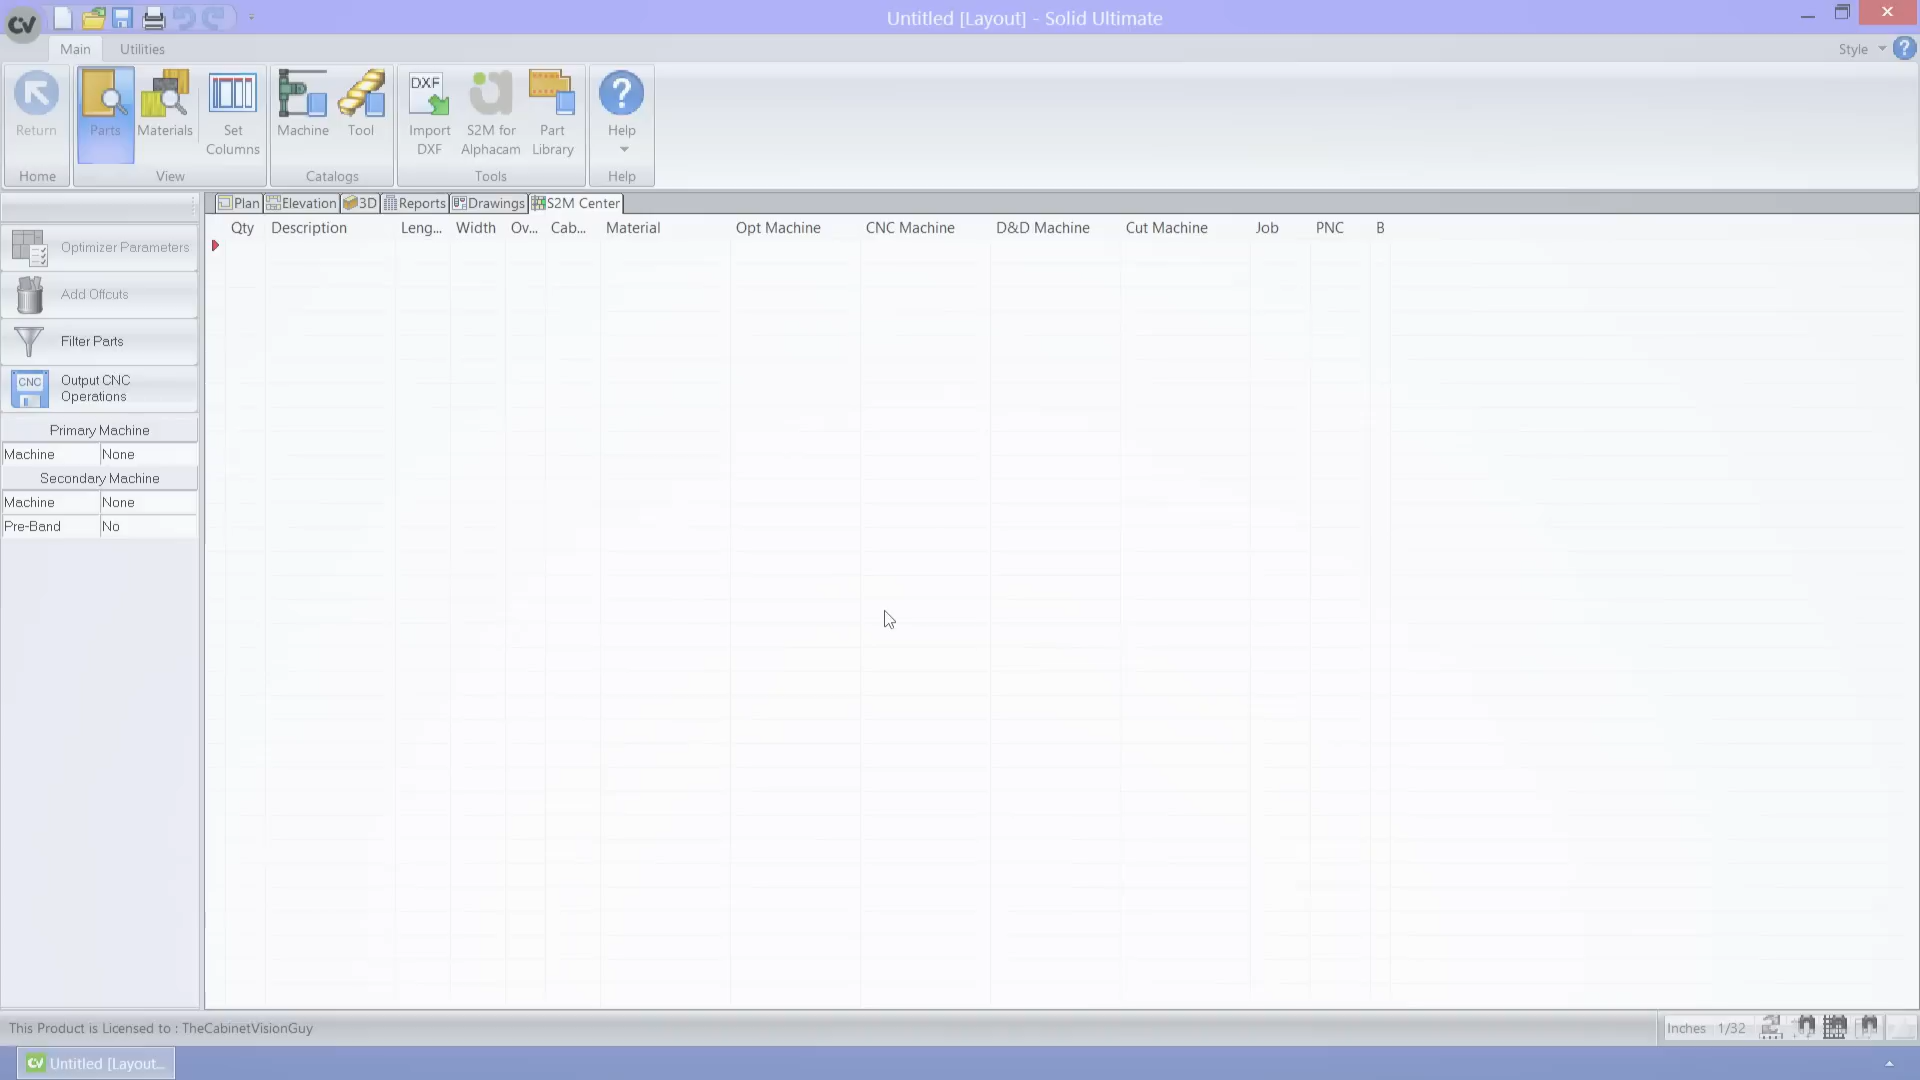 CV
Untitled [Layout] - Solid Ultimate
Main Utilities
Style
Return
Parts
Materials
Set Columns
Machine
Tool
DXF
Import DXF
S2M for Alphacam
Part Library
Help
Home View Catalogs Tools Help
Plan Elevation 3D Reports Drawings S2M Center
Qty Description Leng... Width Ov... Cab... Material Opt Machine CNC Machine D&D Machine Cut Machine Job PNC B
Optimizer Parameters
Add Offcuts
Filter Parts
CNC
Output CNC
Operations
Primary Machine
Machine None
Secondary Machine
Machine None
Pre-Band No
This Product is Licensed to : TheCabinetVisionGuy
Inches 1/32
CV Untitled [Layout...